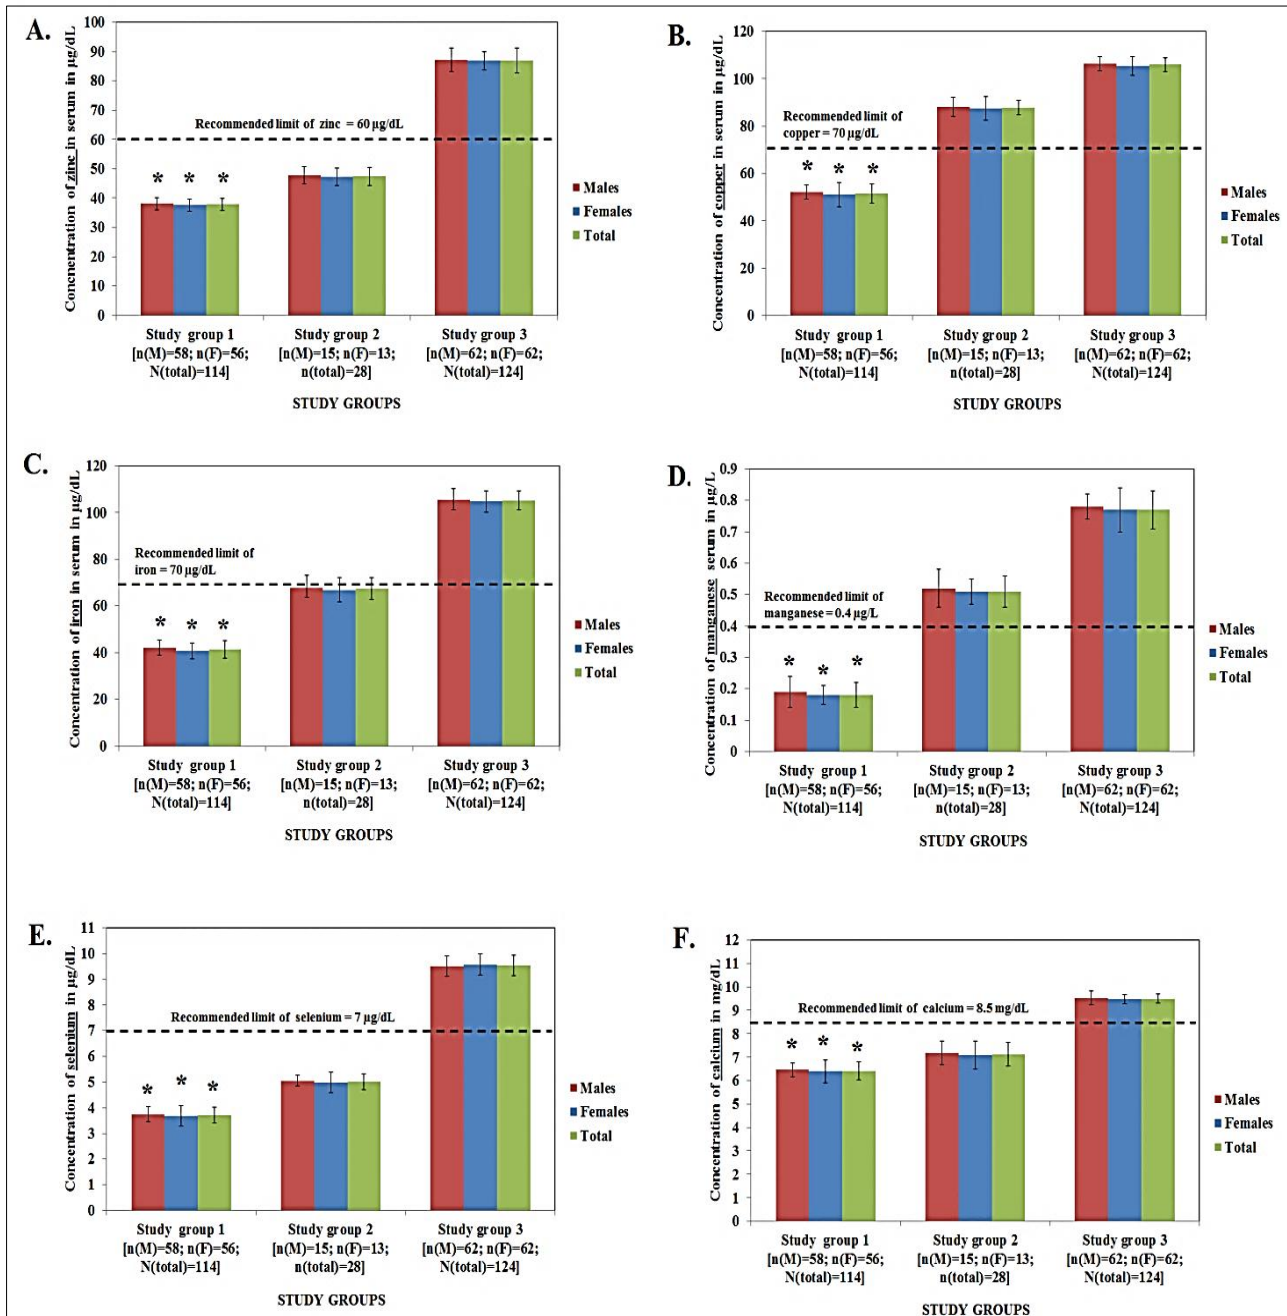 A.
Concnentration of zinc in serum in µg/dL
100
90
80
70
60
50
40
30
20
10
0
Recommended limit of zinc = 60 µg/dL
* * *
Males
Females
Total
Study group 1
[n(M)=58; n(F)=56;
N(total)=114]
Study group 2
[n(M)=15; n(F)=13;
n(total)=28]
Study group 3
[n(M)=62; n(F)=62;
N(total)=124]
STUDY GROUPS
B.
Concentration of copper in serum in µg/dL
120
100
80
60
40
20
0
Recommended limit of
copper = 70 µg/dL
* * *
Males
Females
Total
Study group 1
[n(M)=58; n(F)=56;
N(total)=114]
Study group 2
[n(M)=15; n(F)=13;
n(total)=28]
Study group 3
[n(M)=62; n(F)=62;
N(total)=124]
STUDY GROUPS
C.
Concentration of iron in serum in µg/dL
120
100
80
60
40
20
0
Recommended limit of
iron = 70 µg/dL
* * *
Males
Females
Total
Study group 1
[n(M)=58; n(F)=56;
N(total)=114]
Study group 2
[n(M)=15; n(F)=13;
n(total)=28]
Study group 3
[n(M)=62; n(F)=62;
N(total)=124]
STUDY GROUPS
D.
Concentration of manganese serum in µg/L
0.9
0.8
0.7
0.6
0.5
0.4
0.3
0.2
0.1
0
Recommended limit of
manganese = 0.4 µg/L
* * *
Males
Females
Total
Study group 1
[n(M)=58; n(F)=56;
N(total)=114]
Study group 2
[n(M)=15; n(F)=13;
n(total)=28]
Study group 3
[n(M)=62; n(F)=62;
N(total)=124]
STUDY GROUPS
E.
Concentration of selenium in µg/dL
11
10
9
8
7
6
5
4
3
2
1
0
Recommended limit of selenium = 7 µg/dL
* * *
Males
Females
Total
Study group 1
[n(M)=58; n(F)=56;
N(total)=114]
Study group 2
[n(M)=15; n(F)=13;
n(total)=28]
Study group 3
[n(M)=62; n(F)=62;
N(total)=124]
STUDY GROUPS
F.
Concentration of calcium in mg/dL
12
11
10
9
8
7
6
5
4
3
2
1
0
Recommended limit of calcium = 8.5 mg/dL
* * *
Males
Females
Total
Study group 1
[n(M)=58; n(F)=56;
N(total)=114]
Study group 2
[n(M)=15; n(F)=13;
n(total)=28]
Study group 3
[n(M)=62; n(F)=62;
N(total)=124]
STUDY GROUPS